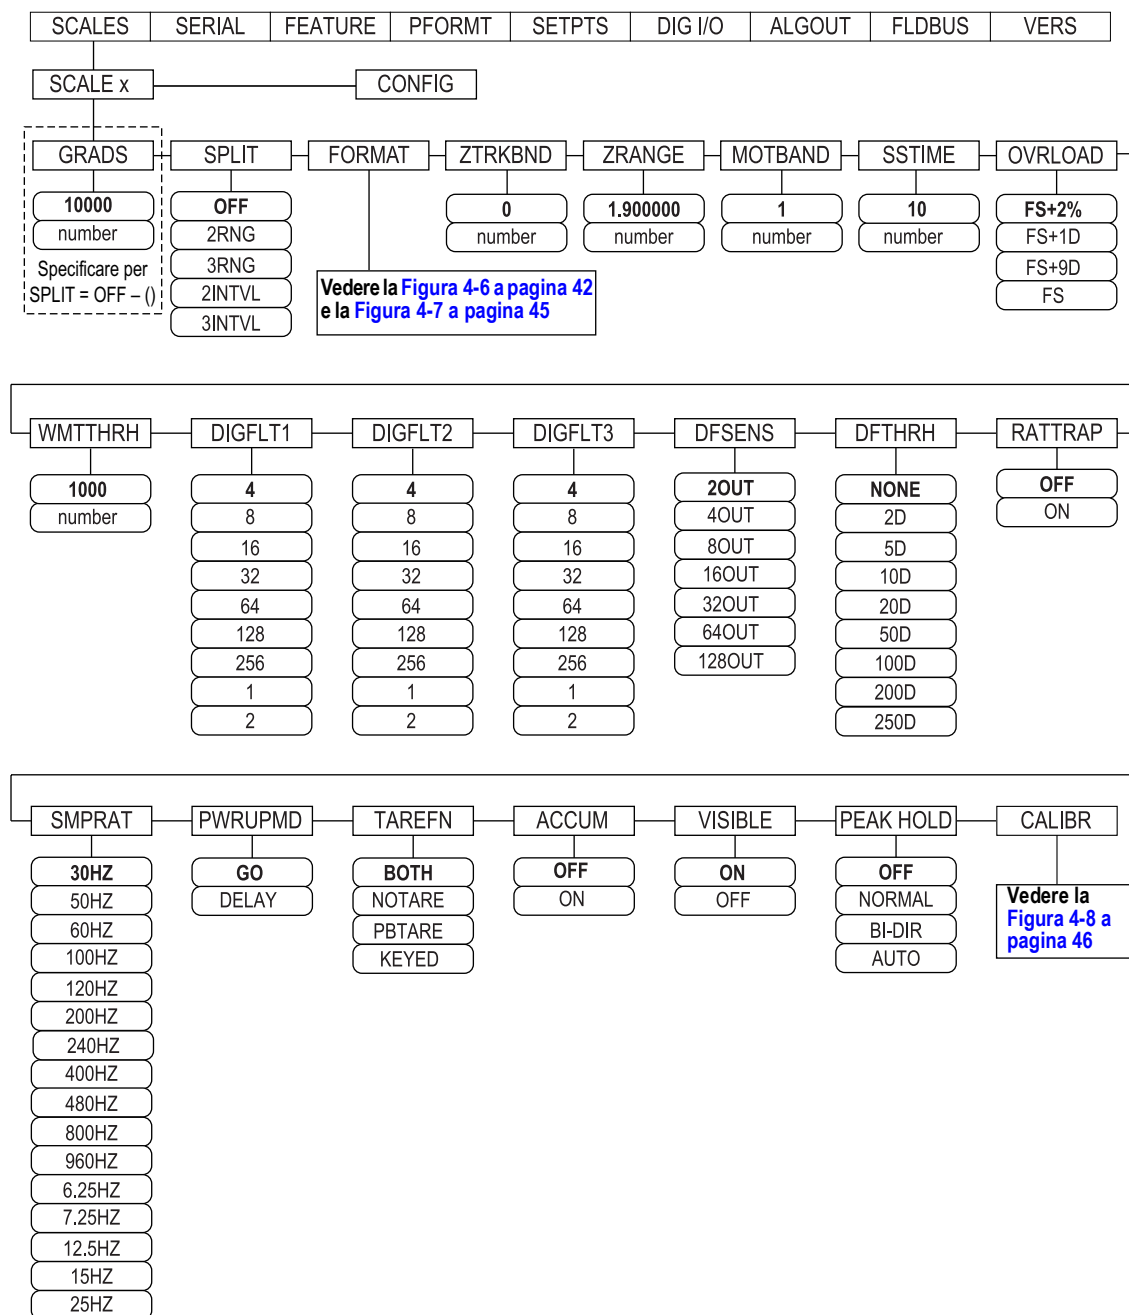 SCALES SERIAL FEATURE PFORMT SETPTS DIG I/O ALGOUT FLDBUS VERS
SCALE x CONFIG
GRADS SPLIT FORMAT ZTRKBND ZRANGE MOTBAND SSTIME OVRLOAD
10000
number
Specificare per
SPLIT = OFF – ()
OFF
2RNG
3RNG
2INTVL
3INTVL
Vedere la Figura 4-6 a pagina 42
e la Figura 4-7 a pagina 45
0
number
1.900000
number
1
number
10
number
FS+2%
FS+1D
FS+9D
FS
WMTTHRH DIGFLT1 DIGFLT2 DIGFLT3 DFSENS DFTHRH RATTRAP
1000
number
4
8
16
32
64
128
256
1
2
4
8
16
32
64
128
256
1
2
4
8
16
32
64
128
256
1
2
2OUT
4OUT
8OUT
16OUT
32OUT
64OUT
128OUT
NONE
2D
5D
10D
20D
50D
100D
200D
250D
OFF
ON
SMPRAT PWRUPMD TAREFN ACCUM VISIBLE PEAK HOLD CALIBR
30HZ
50HZ
60HZ
100HZ
120HZ
200HZ
240HZ
400HZ
480HZ
800HZ
960HZ
6.25HZ
7.25HZ
12.5HZ
15HZ
25HZ
GO
DELAY
BOTH
NOTARE
PBTARE
KEYED
OFF
ON
ON
OFF
OFF
NORMAL
BI-DIR
AUTO
Vedere la
Figura 4-8 a
pagina 46